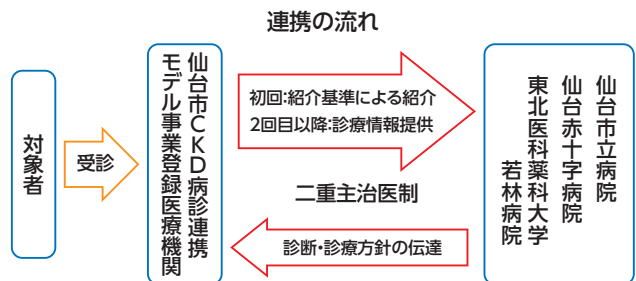 連携の流れ
対象者
受診
仙台市CKD病診連携
モデル事業登録医療機関
初回:紹介基準による紹介
2回目以降:診療情報提供
二重主治医制
診断・診療方針の伝達
仙台市立病院
仙台赤十字病院
東北医科薬科大学
若林病院